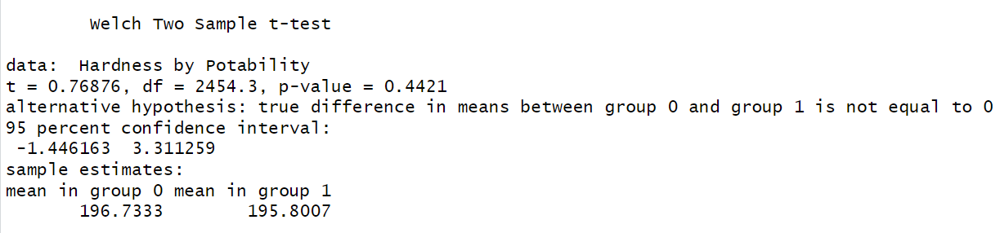 Welch Two Sample t-test
data:  Hardness by Potability
t = 0.76876, df = 2454.3, p-value = 0.4421
alternative hypothesis: true difference in means between group 0 and group 1 is not equal to 0
95 percent confidence interval:
 -1.446163  3.311259
sample estimates:
mean in group 0 mean in group 1
       196.7333        195.8007